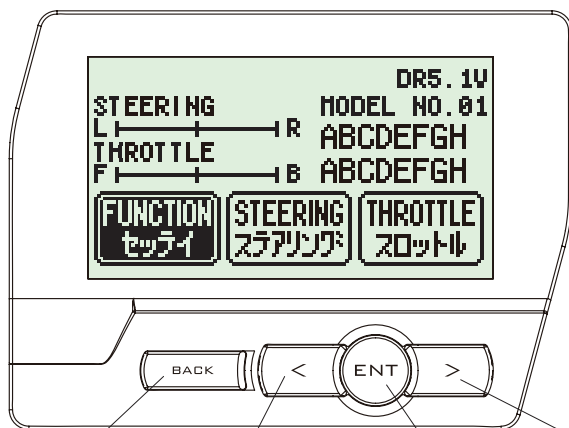 DR5.1V
STEERING
MODEL NO.01
L R
ABCDEFGH
THROTTLE
F B
ABCDEFGH
FUNCTION
セッテイ
STEERING
ステアリング
THROTTLE
スロットル
BACK
<
ENT
>